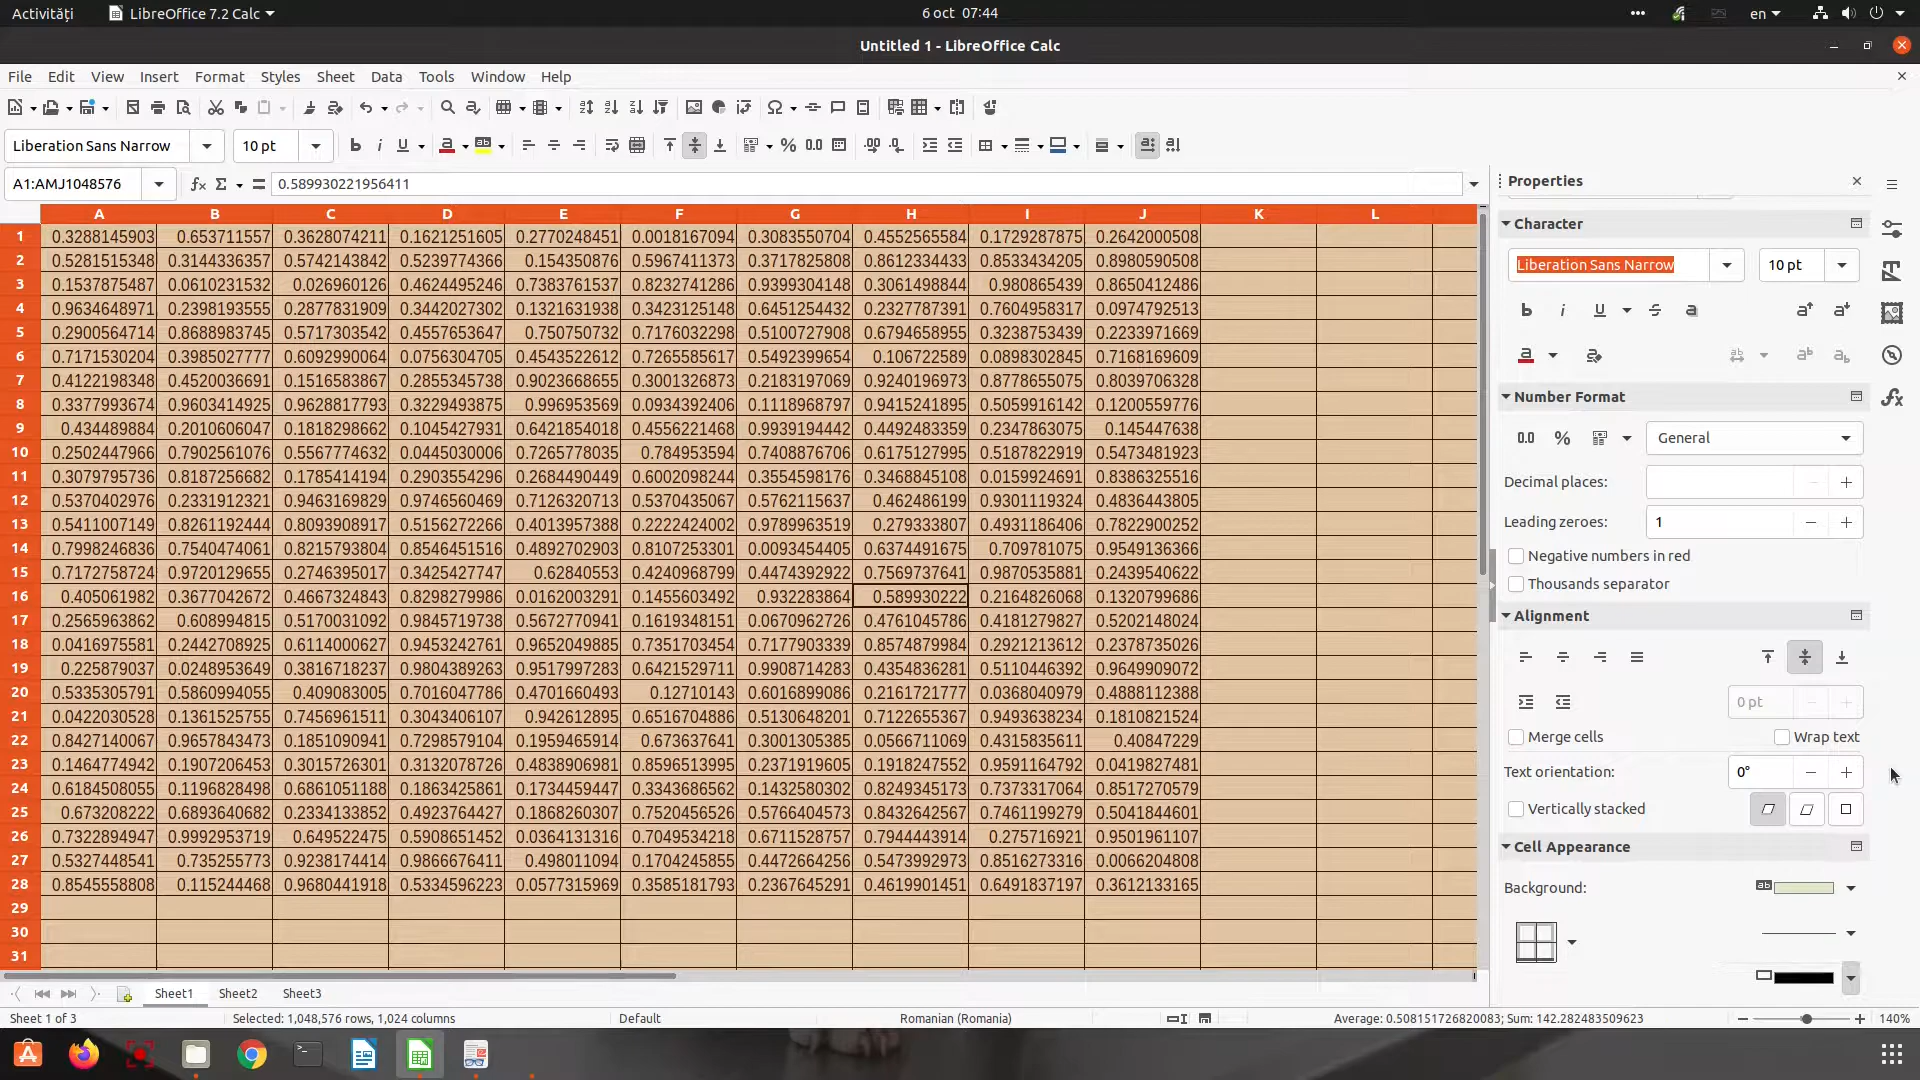 Activități LibreOffice 7.2 Calc 6 oct 07:44 en
Untitled 1 - LibreOffice Calc
File Edit View Insert Format Styles Sheet Data Tools Window Help
Liberation Sans Narrow 10 pt
A1:AMJ1048576 0.589930221956411
A B C D E F G H I J K L
1 0.3288145903 0.653711557 0.3628074211 0.1621251605 0.2770248451 0.0018167094 0.3083550704 0.4552565584 0.1729287875 0.2642000508
2 0.5281515348 0.3144336357 0.5742143842 0.5239774366 0.154350876 0.5967411373 0.3717825808 0.8612334433 0.8533434205 0.8980590508
3 0.1537875487 0.0610231532 0.026960126 0.4624495246 0.7383761537 0.8232741286 0.9399304148 0.3061498844 0.980865439 0.8650412486
4 0.9634648971 0.2398193555 0.2877831909 0.3442027302 0.1321631938 0.3423125148 0.6451254432 0.2327787391 0.7604958317 0.0974792513
5 0.2900564714 0.8688983745 0.5717303542 0.4557653647 0.750750732 0.7176032298 0.5100727908 0.6794658955 0.3238753439 0.2233971669
6 0.7171530204 0.3985027777 0.6092990064 0.0756304705 0.4543522612 0.7265585617 0.5492399654 0.106722589 0.0898302845 0.7168169609
7 0.4122198348 0.4520036691 0.1516583867 0.2855345738 0.9023668655 0.3001326873 0.2183197069 0.9240196973 0.8778655075 0.8039706328
8 0.3377993674 0.9603414925 0.9628817793 0.3229493875 0.996953569 0.0934392406 0.1118968797 0.9415241895 0.5059916142 0.1200559776
9 0.434489884 0.2010606047 0.1818298662 0.1045427931 0.6421854018 0.4556221468 0.9939194442 0.4492483359 0.2347863075 0.145447638
10 0.2502447966 0.7902561076 0.5567774632 0.0445030006 0.7265778035 0.784953594 0.7408876706 0.6175127995 0.5187822919 0.5473481923
11 0.3079795736 0.8187256682 0.1785414194 0.2903554296 0.2684490449 0.6002098244 0.3554598176 0.3468845108 0.0159924691 0.8386325516
12 0.5370402976 0.2331912321 0.9463169829 0.9746560469 0.7126320713 0.5370435067 0.5762115637 0.462486199 0.9301119324 0.4836443805
13 0.5411007149 0.8261192444 0.8093908917 0.5156272266 0.4013957388 0.2222424002 0.9789963519 0.279333807 0.4931186406 0.7822900252
14 0.7998246836 0.7540474061 0.8215793804 0.8546451516 0.4892702903 0.8107253301 0.0093454405 0.6374491675 0.709781075 0.9549136366
15 0.7172758724 0.9720129655 0.2746395017 0.3425427747 0.62840553 0.4240968799 0.4474392922 0.7569737641 0.9870535881 0.2439540622
16 0.405061982 0.3677042672 0.4667324843 0.8298279986 0.0162003291 0.1455603492 0.932283864 0.589930222 0.2164826068 0.1320799686
17 0.2565963862 0.608994815 0.5170031092 0.9845719738 0.5672770941 0.1619348151 0.0670962726 0.4761045786 0.4181279827 0.5202148024
18 0.0416975581 0.2442708925 0.6114000627 0.9453242761 0.9652049885 0.7351703454 0.7177903339 0.8574879984 0.2921213612 0.2378735026
19 0.225879037 0.0248953649 0.3816718237 0.9804389263 0.9517997283 0.6421529711 0.9908714283 0.4354836281 0.5110446392 0.9649909072
20 0.5335305791 0.5860994055 0.409083005 0.7016047786 0.4701660493 0.12710143 0.6016899086 0.2161721777 0.0368040979 0.4888112388
21 0.0422030528 0.1361525755 0.7456961511 0.3043406107 0.942612895 0.6516704886 0.5130648201 0.7122655367 0.9493638234 0.1810821524
22 0.8427140067 0.9657843473 0.1851090941 0.7298579104 0.1959465914 0.673637641 0.3001305385 0.0566711069 0.4315835611 0.40847229
23 0.1464774942 0.1907206453 0.3015726301 0.3132078726 0.4838906981 0.8596513995 0.2371919605 0.1918247552 0.9591164792 0.0419827481
24 0.6184508055 0.1196828498 0.6861051188 0.1863425861 0.1734459447 0.3343686562 0.1432580302 0.8249345173 0.7373317064 0.8517270579
25 0.673208222 0.6893640682 0.2334133852 0.4923764427 0.1868260307 0.7520456526 0.5766404573 0.8432642567 0.7461199279 0.5041844601
26 0.7322894947 0.9992953719 0.649522475 0.5908651452 0.0364131316 0.7049534218 0.6711528757 0.7944443914 0.275716921 0.9501961107
27 0.5327448541 0.735255773 0.9238174414 0.9866676411 0.498011094 0.1704245855 0.4472664256 0.5473992973 0.8516273316 0.0066204808
28 0.8545558808 0.115244468 0.9680441918 0.5334596223 0.0577315969 0.3585181793 0.2367645291 0.4619901451 0.6491837197 0.3612133165
29
30
31
Sheet1 Sheet2 Sheet3
Sheet 1 of 3 Selected: 1,048,576 rows, 1,024 columns Default Romanian (Romania) Average: 0.508151726820083; Sum: 142.282483509623 140%
Properties
Character
Liberation Sans Narrow 10 pt
Number Format
General
Decimal places:
Leading zeroes: 1
Negative numbers in red
Thousands separator
Alignment
0 pt
Merge cells Wrap text
Text orientation: 0°
Vertically stacked
Cell Appearance
Background: